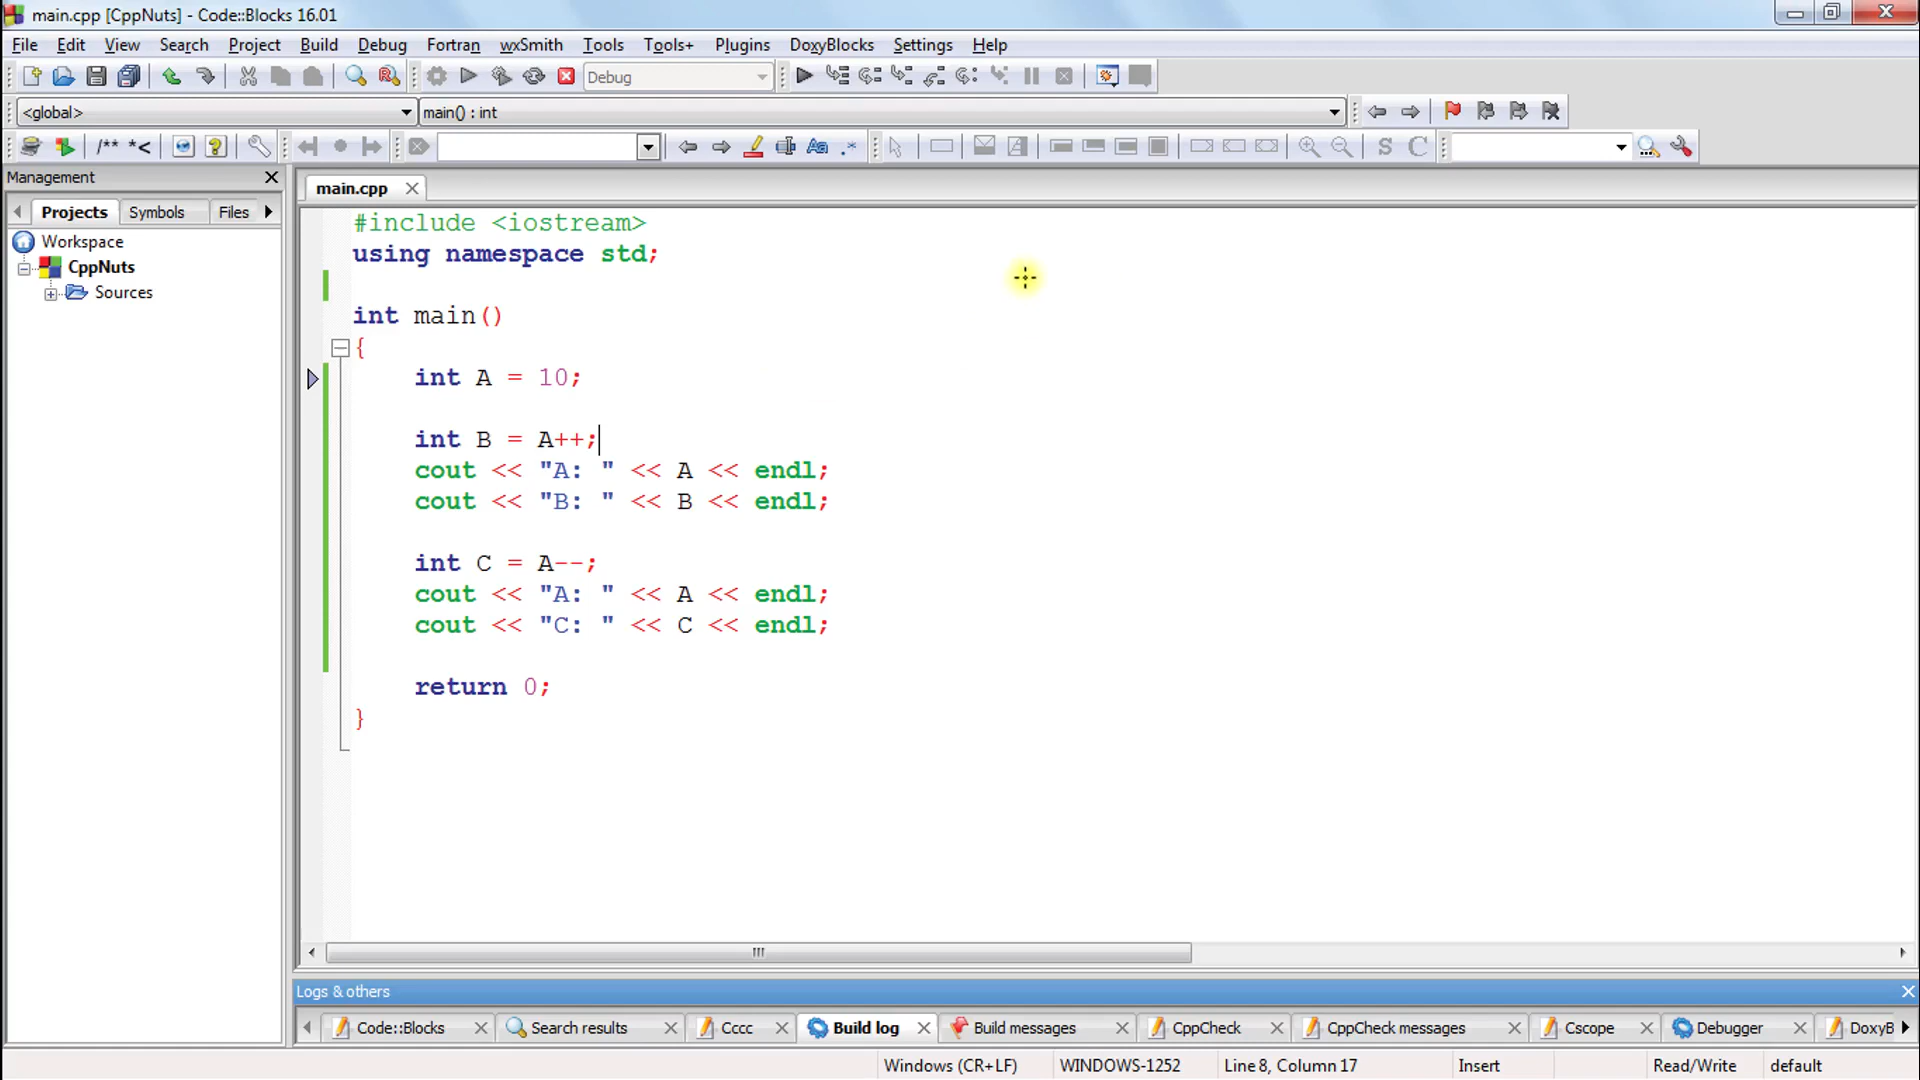 main.cpp [CppNuts] - Code::Blocks 16.01
File Edit View Search Project Build Debug Fortran wxSmith Tools Tools+ Plugins DoxyBlocks Settings Help
Debug
<global> main() : int
/** *<
S C
Management
Projects Symbols Files
Workspace
CppNuts
Sources
main.cpp
#include <iostream>
using namespace std;
int main()
{
int A = 10;
int B = A++;
cout << "A: " << A << endl;
cout << "B: " << B << endl;
int C = A--;
cout << "A: " << A << endl;
cout << "C: " << C << endl;
return 0;
}
Logs & others
Code::Blocks Search results Cccc Build log Build messages CppCheck CppCheck messages Cscope Debugger DoxyB
Windows (CR+LF) WINDOWS-1252 Line 8, Column 17 Insert Read/Write default